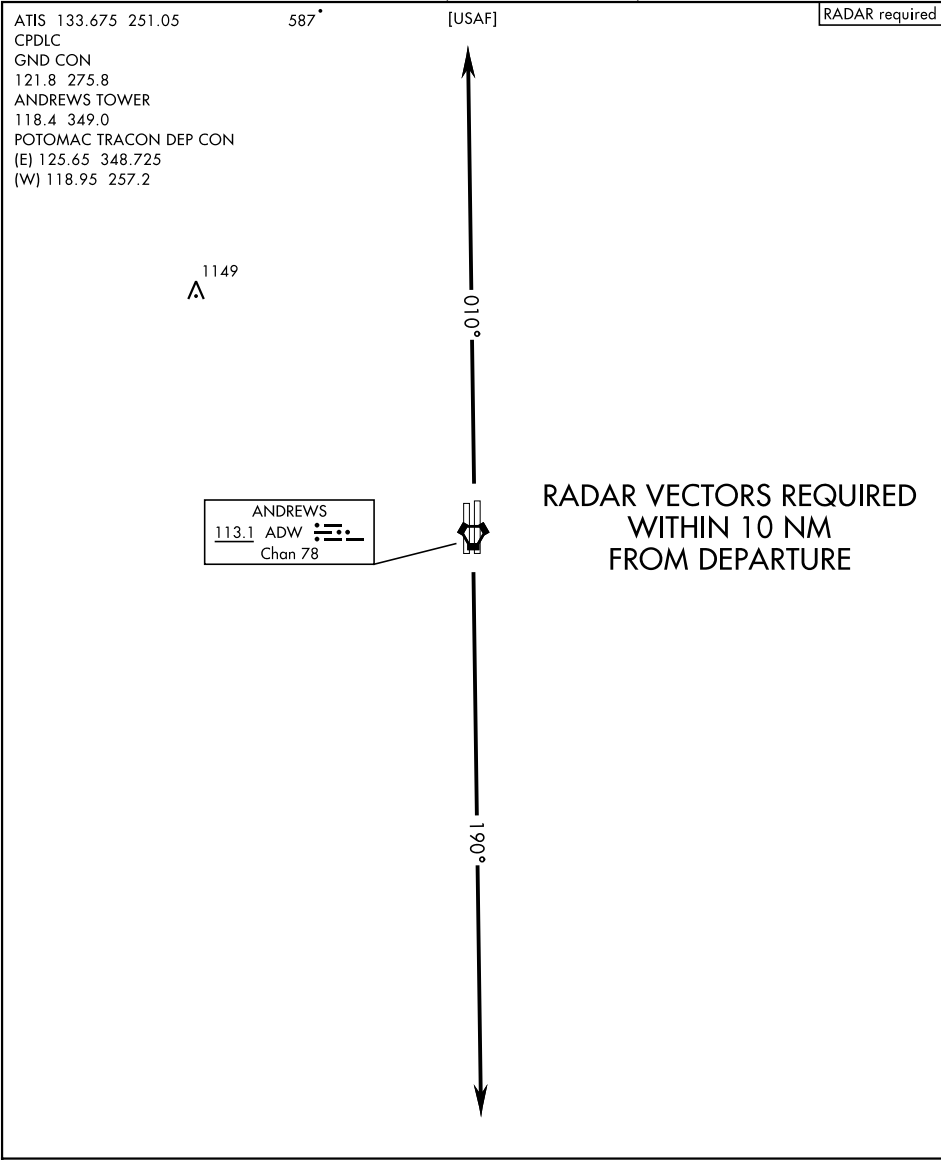 ATIS 133.675 251.05
CPDLC
GND CON
121.8 275.8
ANDREWS TOWER
118.4 349.0
POTOMAC TRACON DEP CON
(E) 125.65 348.725
(W) 118.95 257.2
587
[USAF]
RADAR required
1149
010°
ANDREWS
113.1 ADW
Chan 78
RADAR VECTORS REQUIRED
WITHIN 10 NM
FROM DEPARTURE
190°